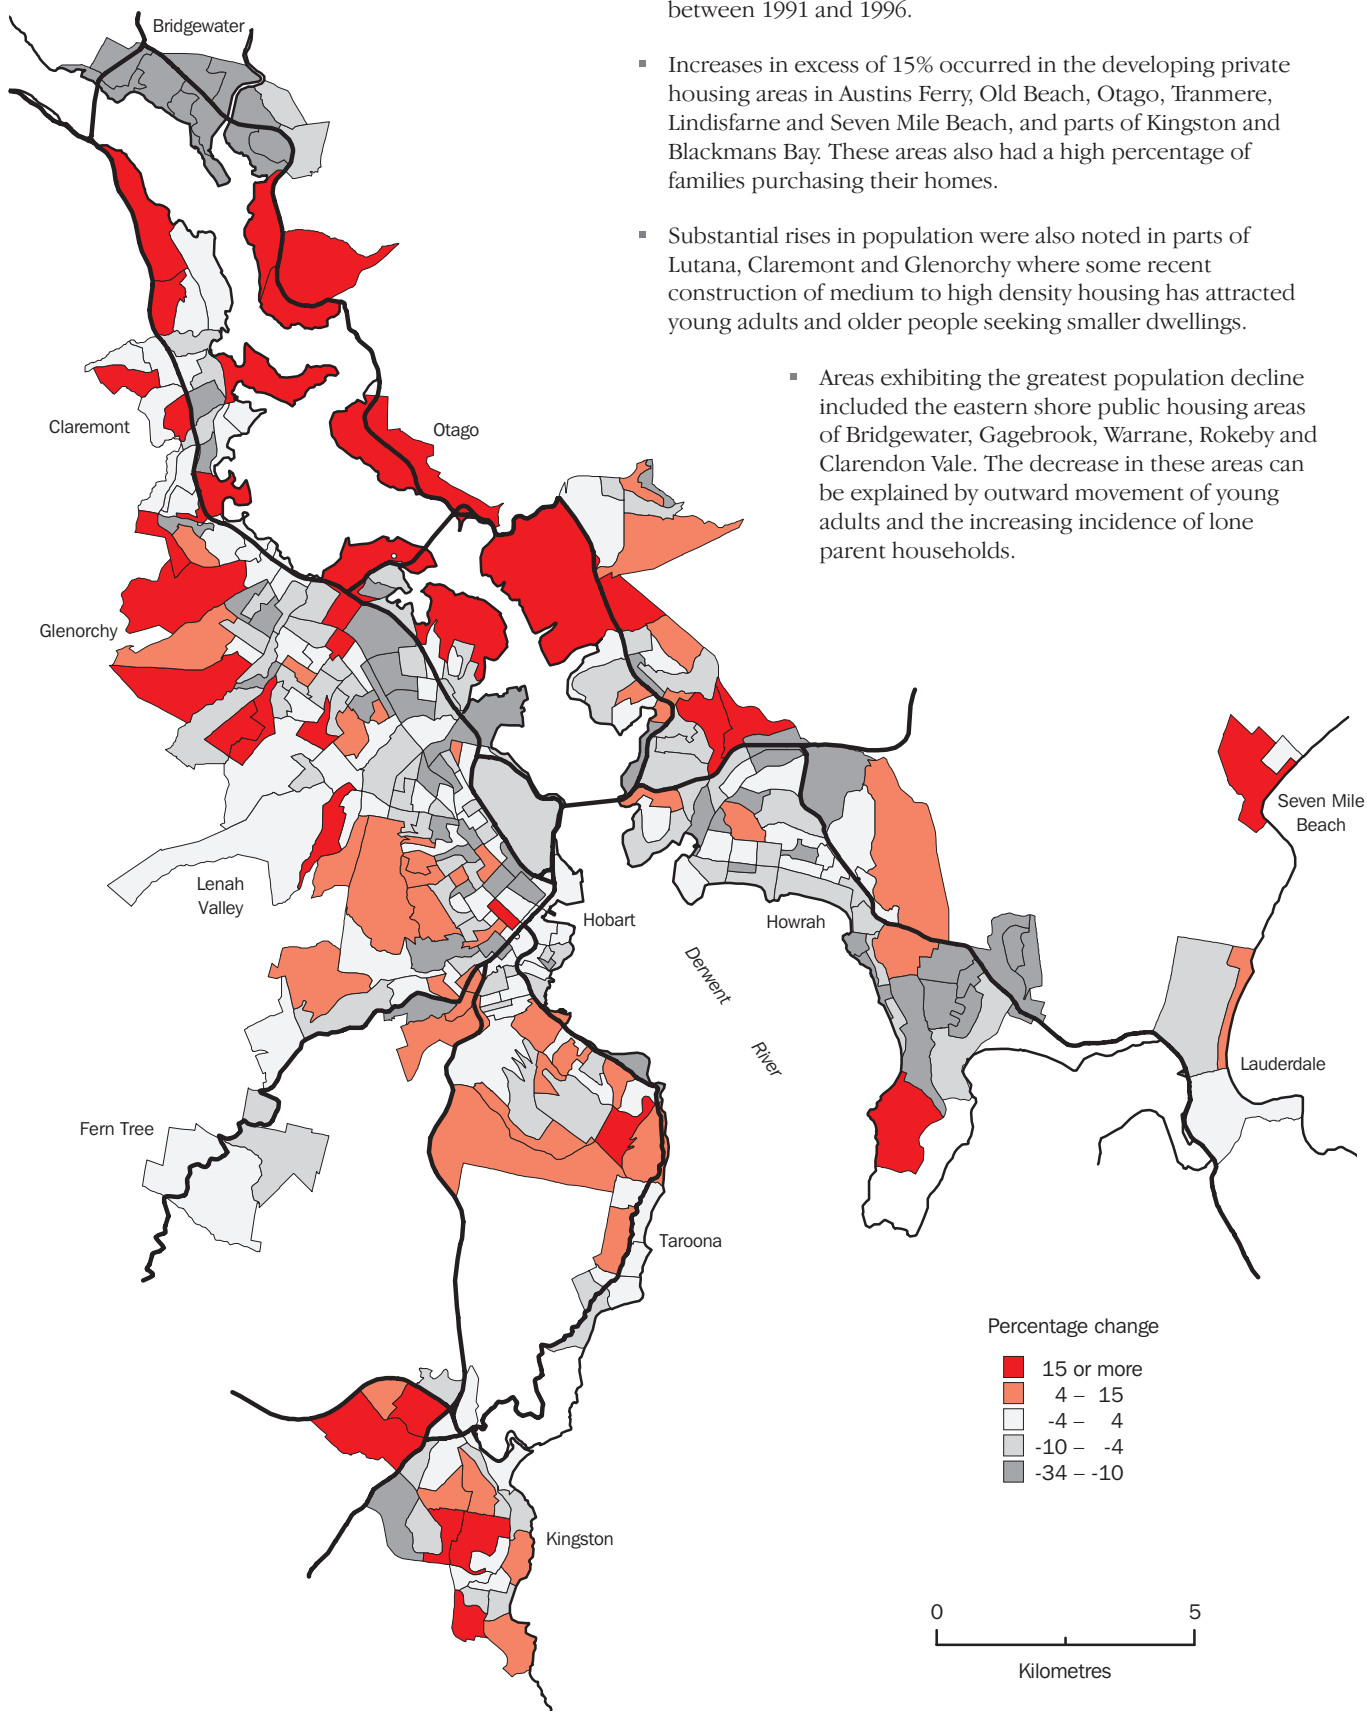 between 1991 and 1996.
▪ Increases in excess of 15% occurred in the developing private
housing areas in Austins Ferry, Old Beach, Otago, Tranmere,
Lindisfarne and Seven Mile Beach, and parts of Kingston and
Blackmans Bay. These areas also had a high percentage of
families purchasing their homes.
▪ Substantial rises in population were also noted in parts of
Lutana, Claremont and Glenorchy where some recent
construction of medium to high density housing has attracted
young adults and older people seeking smaller dwellings.
▪ Areas exhibiting the greatest population decline
included the eastern shore public housing areas
of Bridgewater, Gagebrook, Warrane, Rokeby and
Clarendon Vale. The decrease in these areas can
be explained by outward movement of young
adults and the increasing incidence of lone
parent households.
Bridgewater
Claremont
Otago
Glenorchy
Seven Mile
Beach
Lenah
Valley
Hobart
Howrah
Derwent
River
Lauderdale
Fern Tree
Taroona
Kingston
Percentage change
15 or more
4 – 15
-4 – 4
-10 – -4
-34 – -10
0 5
Kilometres